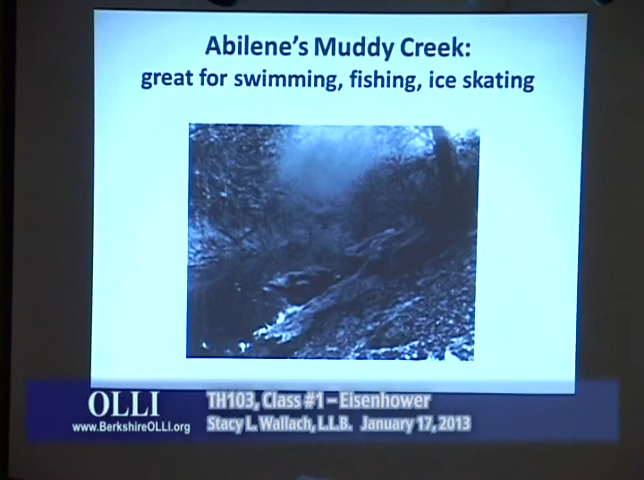 Abilene's Muddy Creek:
great for swimming, fishing, ice skating
OLLI
www.BerkshireOLLI.org
TH103, Class #1 – Eisenhower
Stacy L. Wallach, L.L.B. January 17, 2013